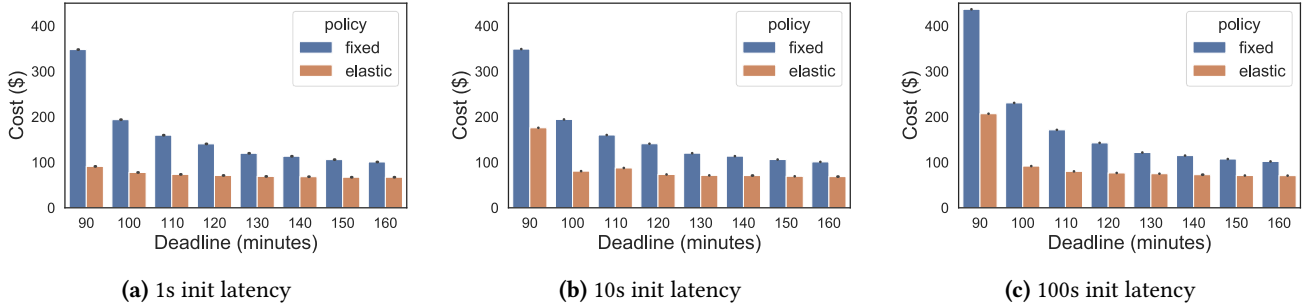 400
300
200
100
0
Cost ($)
policy
fixed
elastic
90 100 110 120 130 140 150 160
Deadline (minutes)
(a) 1s init latency
400
300
200
100
0
Cost ($)
policy
fixed
elastic
90 100 110 120 130 140 150 160
Deadline (minutes)
(b) 10s init latency
400
300
200
100
0
Cost ($)
policy
fixed
elastic
90 100 110 120 130 140 150 160
Deadline (minutes)
(c) 100s init latency